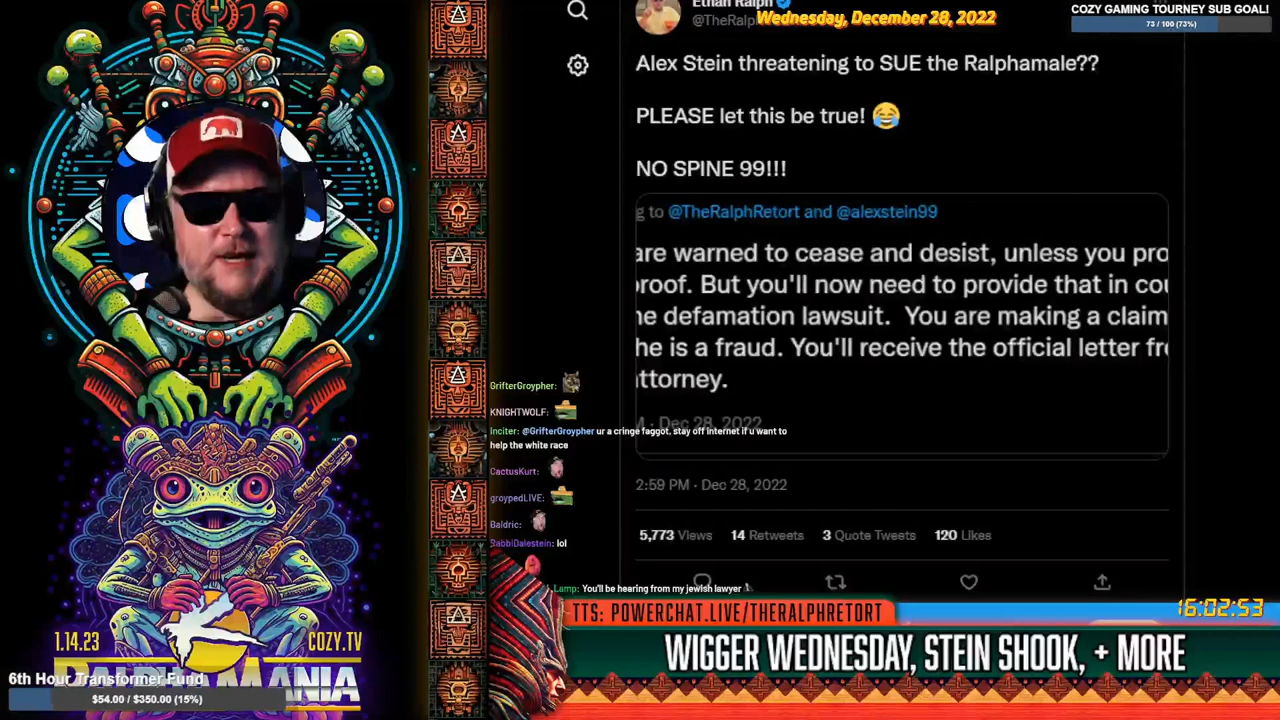 Wednesday, December 28, 2022
COZY GAMING TOURNEY SUB GOAL!
73 / 100 (73%)
Ethan Ralph
@TheRalp
Alex Stein threatening to SUE the Ralphamale??
PLEASE let this be true! 😂
NO SPINE 99!!!
g to @TheRalphRetort and @alexstein99
are warned to cease and desist, unless you pro
proof. But you'll now need to provide that in cou
he defamation lawsuit. You are making a claim
he is a fraud. You'll receive the official letter fro
attorney.
Dec 28, 2022
2:59 PM · Dec 28, 2022
5,773 Views 14 Retweets 3 Quote Tweets 120 Likes
GrifterGroypher:
KNIGHTWOLF:
Inciter: @GrifterGroypher ur a cringe faggot, stay off internet if u want to
help the white race
CactusKurt:
groypedLIVE:
Baldric:
RabbiDalestein: lol
Lamp: You'll be hearing from my jewish lawyer
TTS: POWERCHAT.LIVE/THERALPHRETORT
16:02:53
WIGGER WEDNESDAY, STEIN SHOOK, + MORE
1.14.23
COZY.TV
MANIA
6th Hour Transformer Fund
$54.00 / $350.00 (15%)